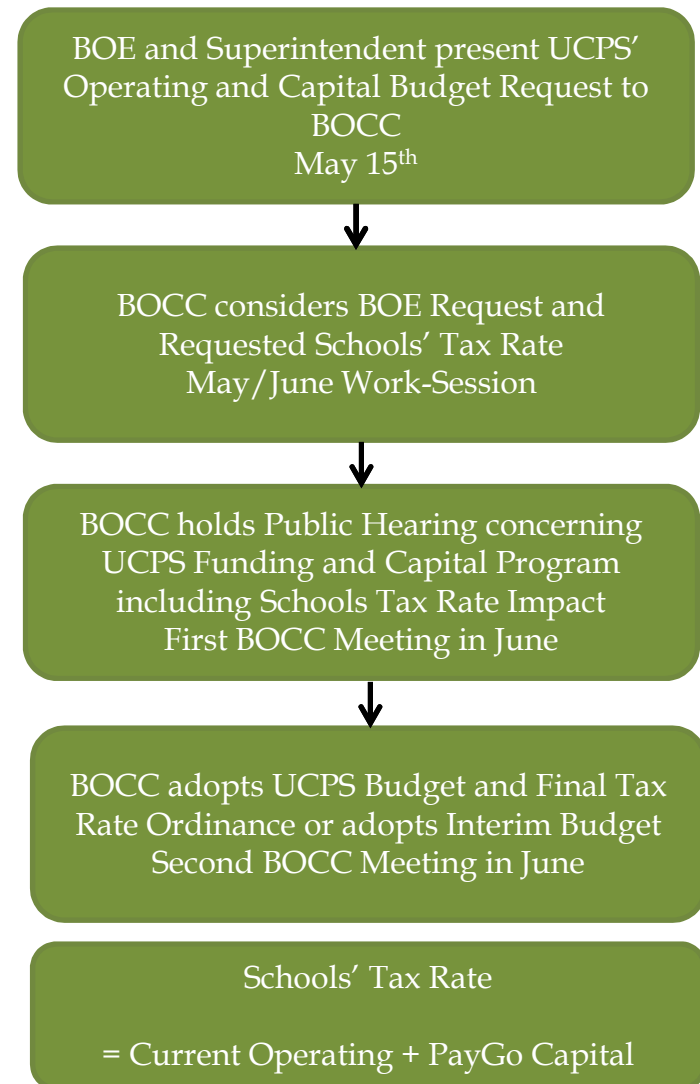 BOE and Superintendent present UCPS’
Operating and Capital Budget Request to
BOCC
May 15th
BOCC considers BOE Request and
Requested Schools’ Tax Rate
May/June Work-Session
BOCC holds Public Hearing concerning
UCPS Funding and Capital Program
including Schools Tax Rate Impact
First BOCC Meeting in June
BOCC adopts UCPS Budget and Final Tax
Rate Ordinance or adopts Interim Budget
Second BOCC Meeting in June
Schools’ Tax Rate
= Current Operating + PayGo Capital